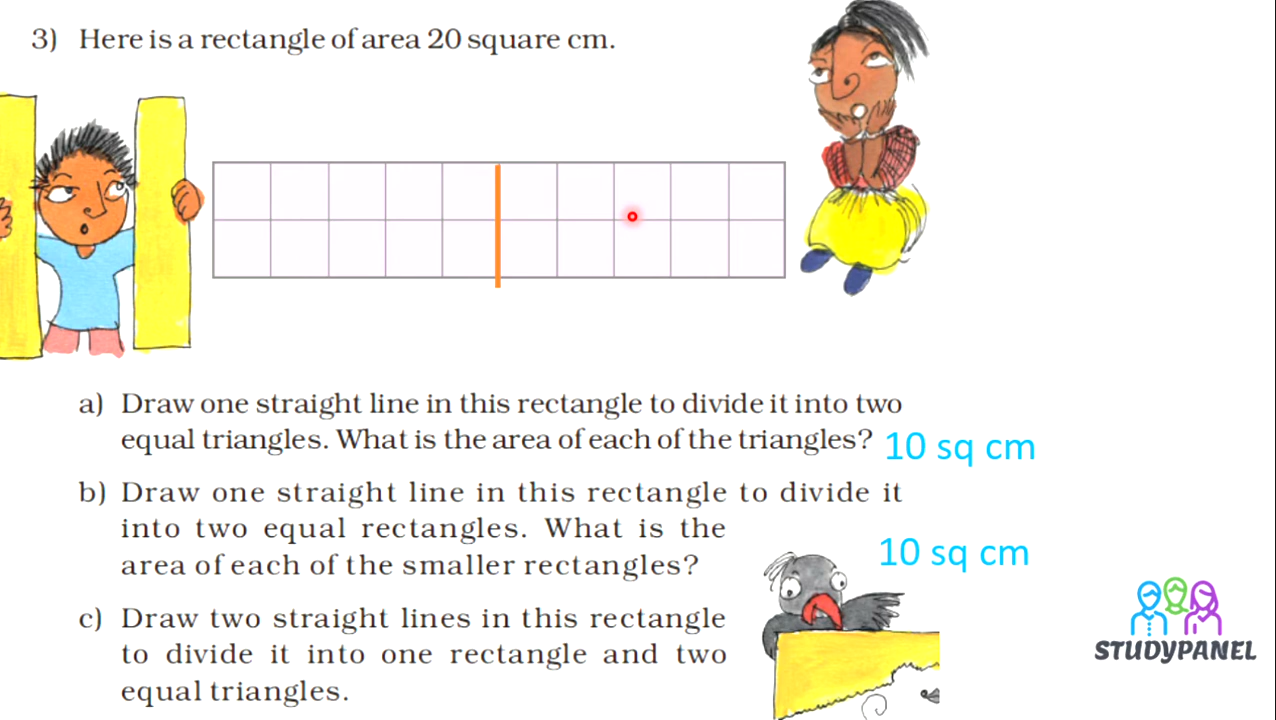 3) Here is a rectangle of area 20 square cm.
a) Draw one straight line in this rectangle to divide it into two
equal triangles. What is the area of each of the triangles? 10 sq cm
b) Draw one straight line in this rectangle to divide it
into two equal rectangles. What is the
area of each of the smaller rectangles? 10 sq cm
c) Draw two straight lines in this rectangle
to divide it into one rectangle and two
equal triangles.
STUDYPANEL